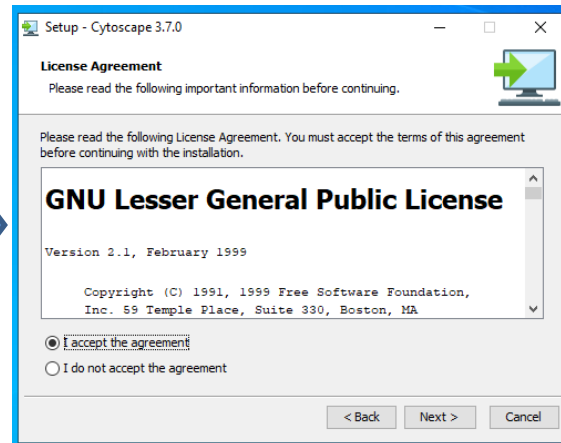 Setup - Cytoscape 3.7.0
License Agreement
Please read the following important information before continuing.
Please read the following License Agreement. You must accept the terms of this agreement
before continuing with the installation.
GNU Lesser General Public License
Version 2.1, February 1999
Copyright (C) 1991, 1999 Free Software Foundation,
Inc. 59 Temple Place, Suite 330, Boston, MA
I accept the agreement
I do not accept the agreement
< Back Next > Cancel